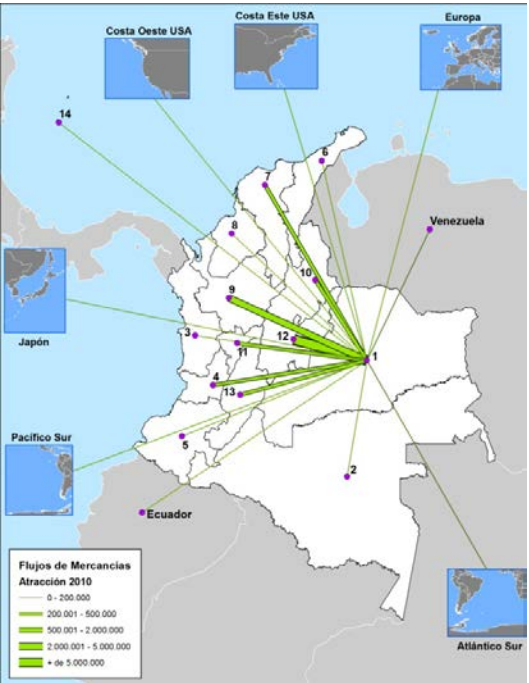 Costa Oeste USA
Costa Este USA
Europa
14
6
7
8
Venezuela
10
9
Japón
3
12
11
1
4
13
Pacífico Sur
5
2
Ecuador
Flujos de Mercancias
Atracción 2010
0 - 200.000
200.001 - 500.000
500.001 - 2.000.000
2.000.001 - 5.000.000
+ de 5.000.000
Atlántico Sur